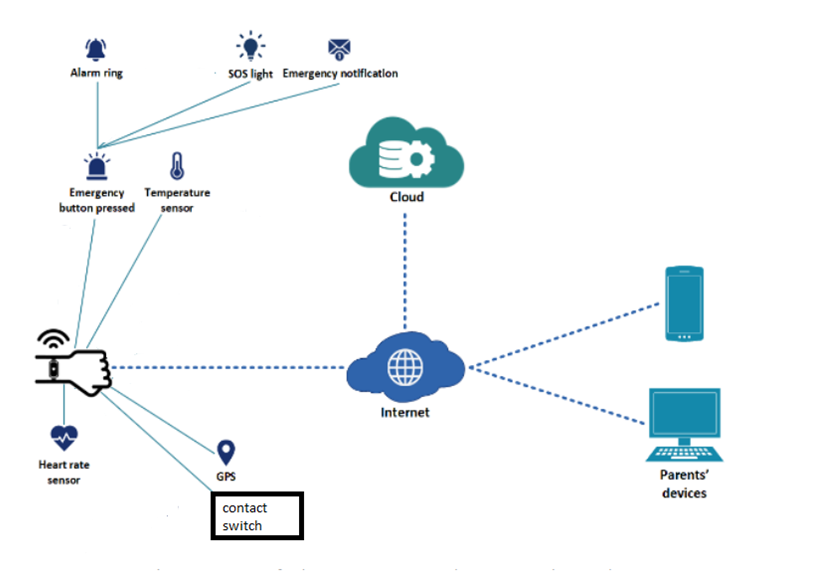 Alarm ring
SOS light
Emergency notification
Emergency
button pressed
Temperature
sensor
Cloud
Internet
Heart rate
sensor
GPS
contact
switch
Parents'
devices